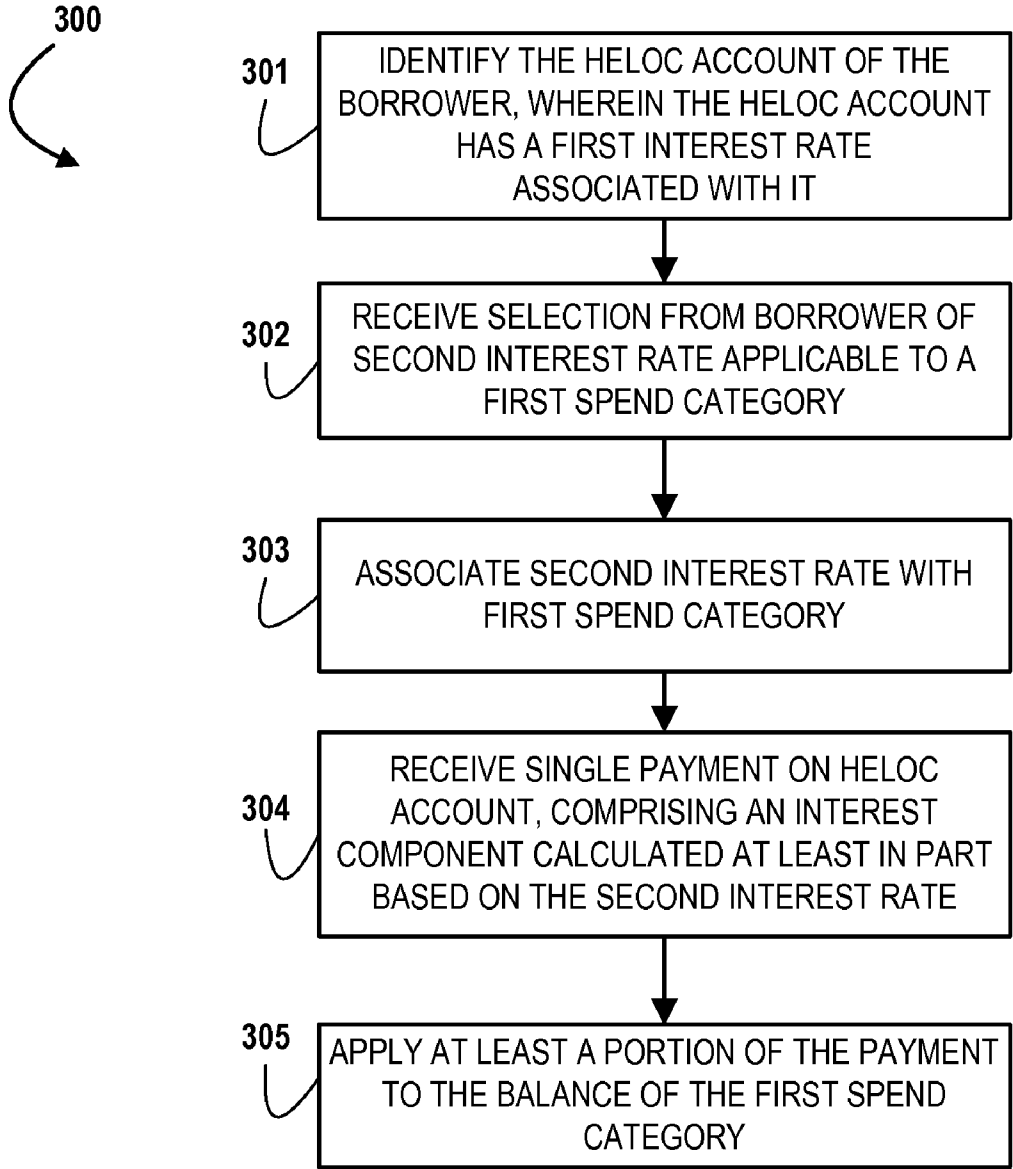 300
301
IDENTIFY THE HELOC ACCOUNT OF THE
BORROWER, WHEREIN THE HELOC ACCOUNT
HAS A FIRST INTEREST RATE
ASSOCIATED WITH IT
302
RECEIVE SELECTION FROM BORROWER OF
SECOND INTEREST RATE APPLICABLE TO A
FIRST SPEND CATEGORY
303
ASSOCIATE SECOND INTEREST RATE WITH
FIRST SPEND CATEGORY
304
RECEIVE SINGLE PAYMENT ON HELOC
ACCOUNT, COMPRISING AN INTEREST
COMPONENT CALCULATED AT LEAST IN PART
BASED ON THE SECOND INTEREST RATE
305
APPLY AT LEAST A PORTION OF THE PAYMENT
TO THE BALANCE OF THE FIRST SPEND
CATEGORY